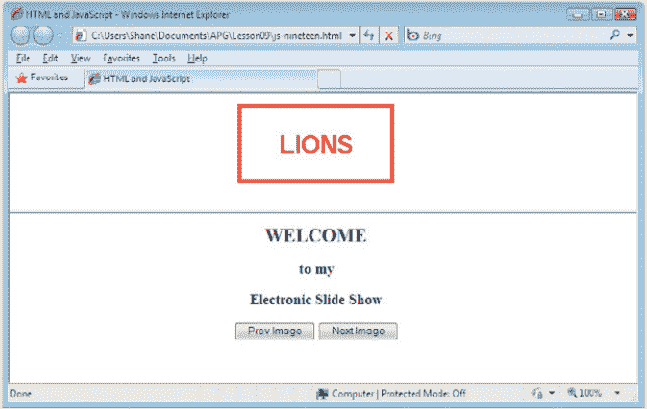 HTML and JavaScript - Windows Internet Explorer
C:\Users\Shane\Documents\APG\Lesson09\js-nineteen.html
Bing
File Edit View Favorites Tools Help
Favorites HTML and JavaScript
LIONS
WELCOME
to my
Electronic Slide Show
Prev Image Next Image
Done Computer | Protected Mode: Off 100%